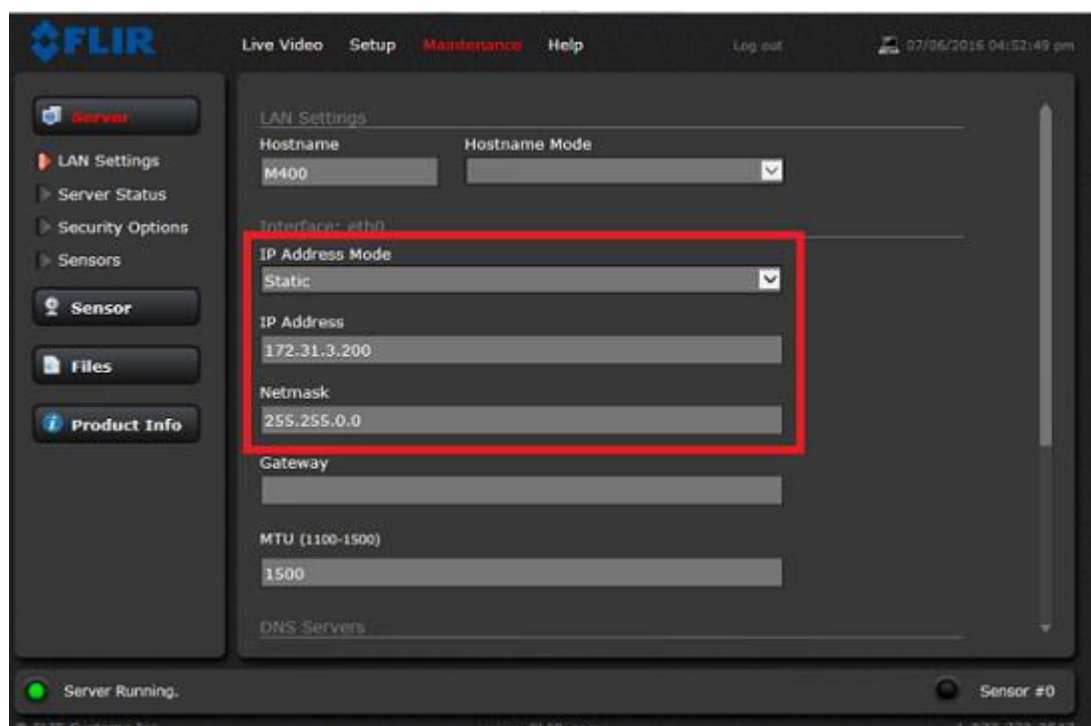 FLIR
Live Video Setup Maintenance Help Log out 07/06/2016 04:52:49 pm
Server
LAN Settings
Server Status
Security Options
Sensors
Sensor
Files
Product Info
LAN Settings
Hostname Hostname Mode
M400
Interface: eth0
IP Address Mode
Static
IP Address
172.31.3.200
Netmask
255.255.0.0
Gateway
MTU (1100-1500)
1500
DNS Servers
Server Running. Sensor #0